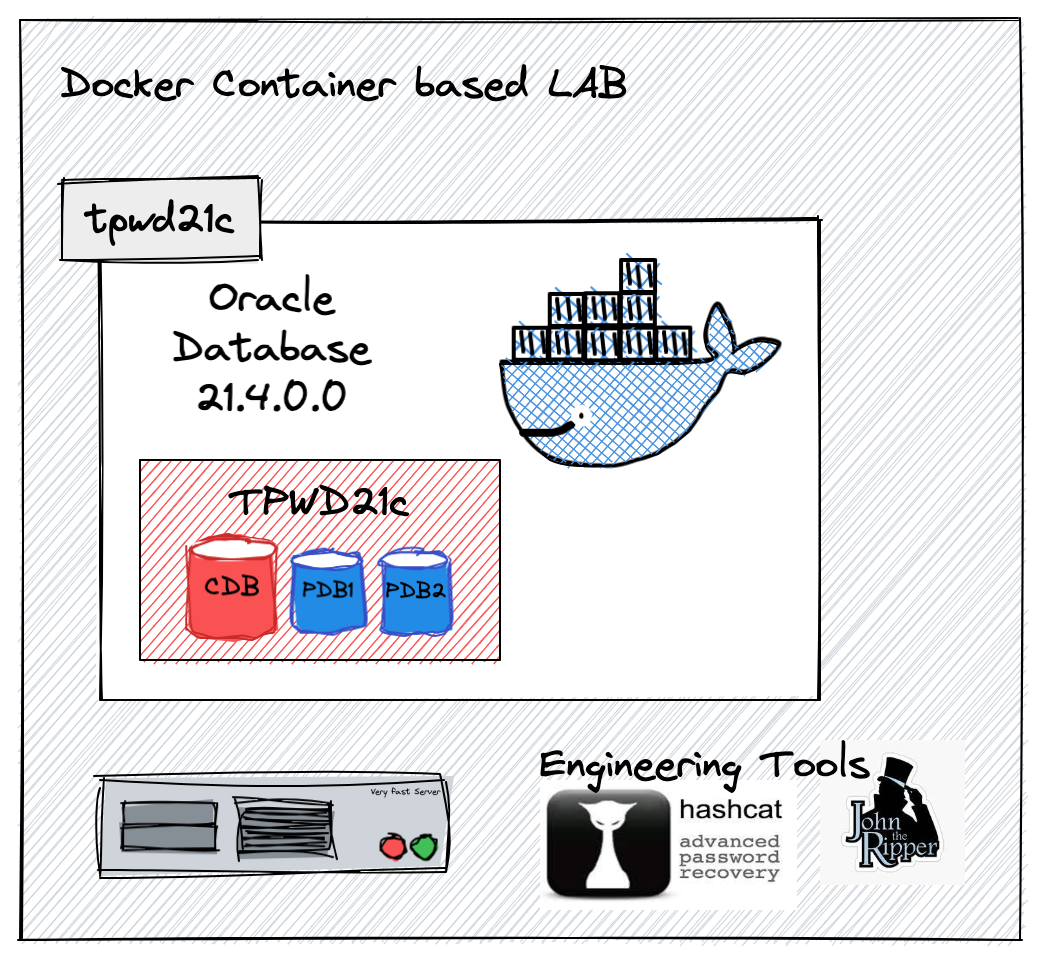 Docker Container based LAB
tpwd21c
Oracle
Database
21.4.0.0
TPWD21c
CDB
PDB1
PDB2
Very fast Server
Engineering Tools
hashcat
advanced
password
recovery
John
the
Ripper